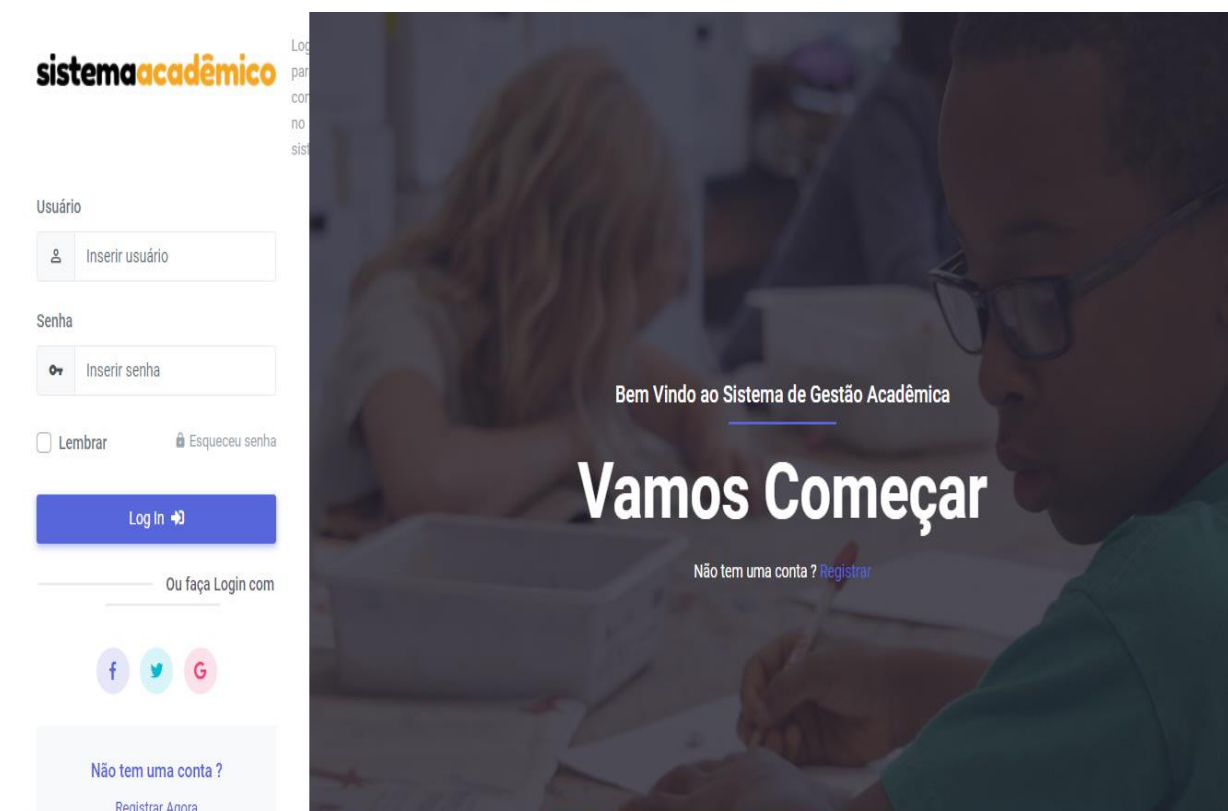 sistemaacadêmico
no
Usuário
Inserir usuário
Senha
Inserir senha
Lembrar
Esqueceu senha
Log In
Ou faça Login com
f
G
Não tem uma conta ?
Registrar Agora
Bem Vindo ao Sistema de Gestão Acadêmica
Vamos Começar
Não tem uma conta ? Registrar